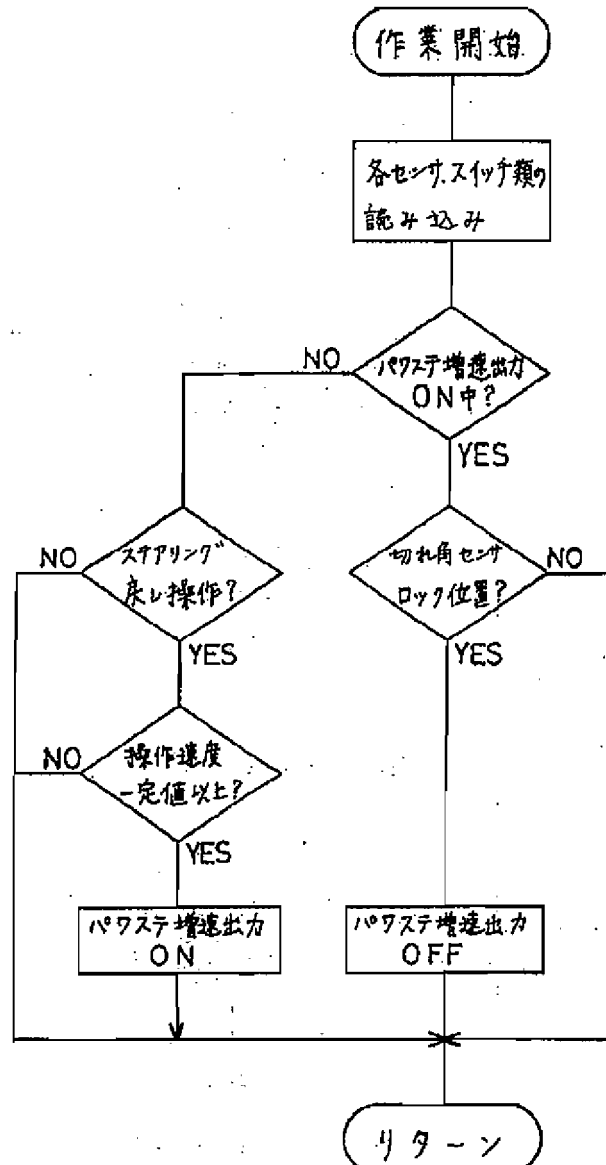 作業開始
各センサ、スイッチ類の
読み込み
NO
パワステ増速出力
ON中?
YES
NO
ステアリング
戻し操作?
YES
切れ角センサ
ロック位置?
NO
YES
NO
操作速度
一定値以上?
YES
パワステ増速出力
ON
パワステ増速出力
OFF
リターン